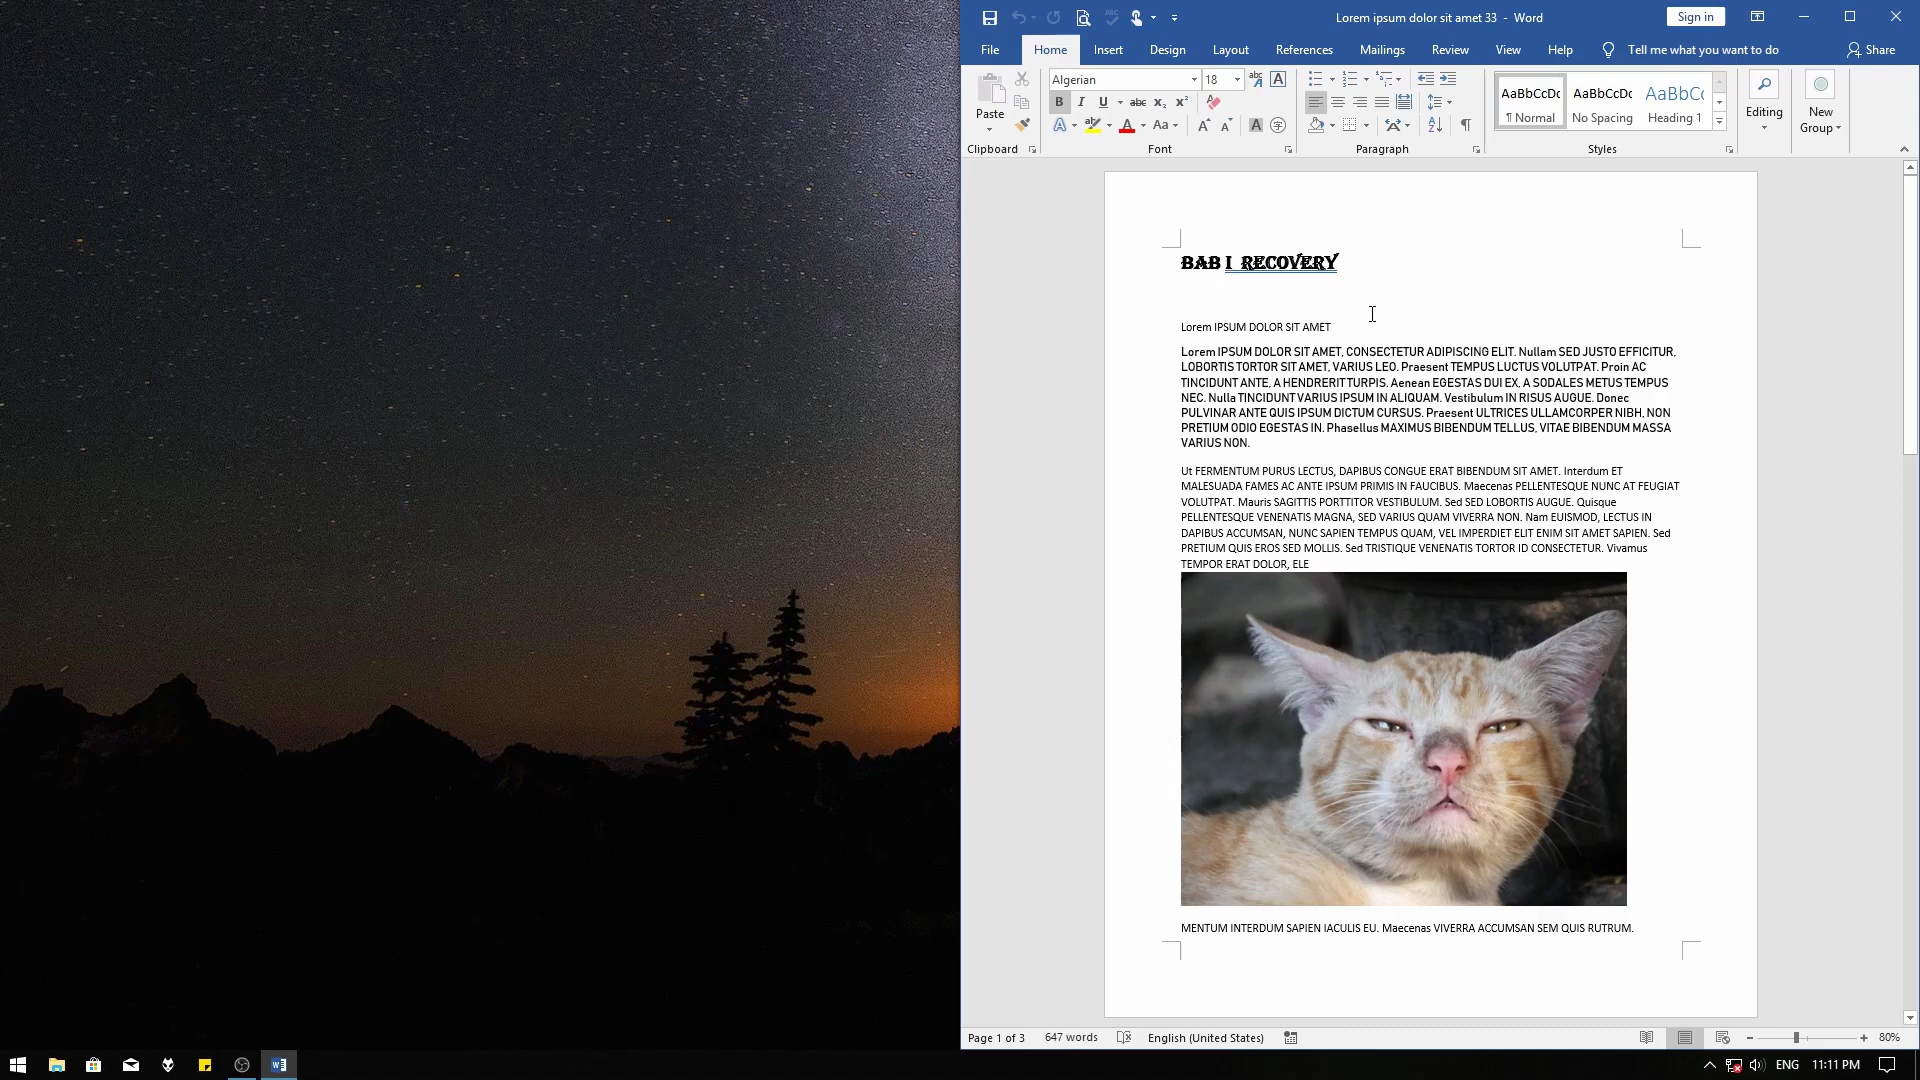 Lorem ipsum dolor sit amet 33 - Word
Sign in
File Home Insert Design Layout References Mailings Review View Help Tell me what you want to do Share
Algerian 18
AaBbCcDc AaBbCcDc AaBbCc
Paste
¶ Normal No Spacing Heading 1
Editing
New Group
Clipboard Font Paragraph Styles
BAB I RECOVERY
Lorem IPSUM DOLOR SIT AMET
Lorem IPSUM DOLOR SIT AMET, CONSECTETUR ADIPISCING ELIT. Nullam SED JUSTO EFFICITUR,
LOBORTIS TORTOR SIT AMET, VARIUS LEO. Praesent TEMPUS LUCTUS VOLUTPAT. Proin AC
TINCIDUNT ANTE, A HENDRERIT TURPIS. Aenean EGESTAS DUI EX, A SODALES METUS TEMPUS
NEC. Nulla TINCIDUNT VARIUS IPSUM IN ALIQUAM. Vestibulum IN RISUS AUGUE. Donec
PULVINAR ANTE QUIS IPSUM DICTUM CURSUS. Praesent ULTRICES ULLAMCORPER NIBH, NON
PRETIUM ODIO EGESTAS IN. Phasellus MAXIMUS BIBENDUM TELLUS, VITAE BIBENDUM MASSA
VARIUS NON.
Ut FERMENTUM PURUS LECTUS, DAPIBUS CONGUE ERAT BIBENDUM SIT AMET. Interdum ET
MALESUADA FAMES AC ANTE IPSUM PRIMIS IN FAUCIBUS. Maecenas PELLENTESQUE NUNC AT FEUGIAT
VOLUTPAT. Mauris SAGITTIS PORTTITOR VESTIBULUM. Sed SED LOBORTIS AUGUE. Quisque
PELLENTESQUE VENENATIS MAGNA, SED VARIUS QUAM VIVERRA NON. Nam EUISMOD, LECTUS IN
DAPIBUS ACCUMSAN, NUNC SAPIEN TEMPUS QUAM, VEL IMPERDIET ELIT ENIM SIT AMET SAPIEN. Sed
PRETIUM QUIS EROS SED MOLLIS. Sed TRISTIQUE VENENATIS TORTOR ID CONSECTETUR. Vivamus
TEMPOR ERAT DOLOR, ELE
MENTUM INTERDUM SAPIEN IACULIS EU. Maecenas VIVERRA ACCUMSAN SEM QUIS RUTRUM.
Page 1 of 3 647 words English (United States) 80%
ENG 11:11 PM